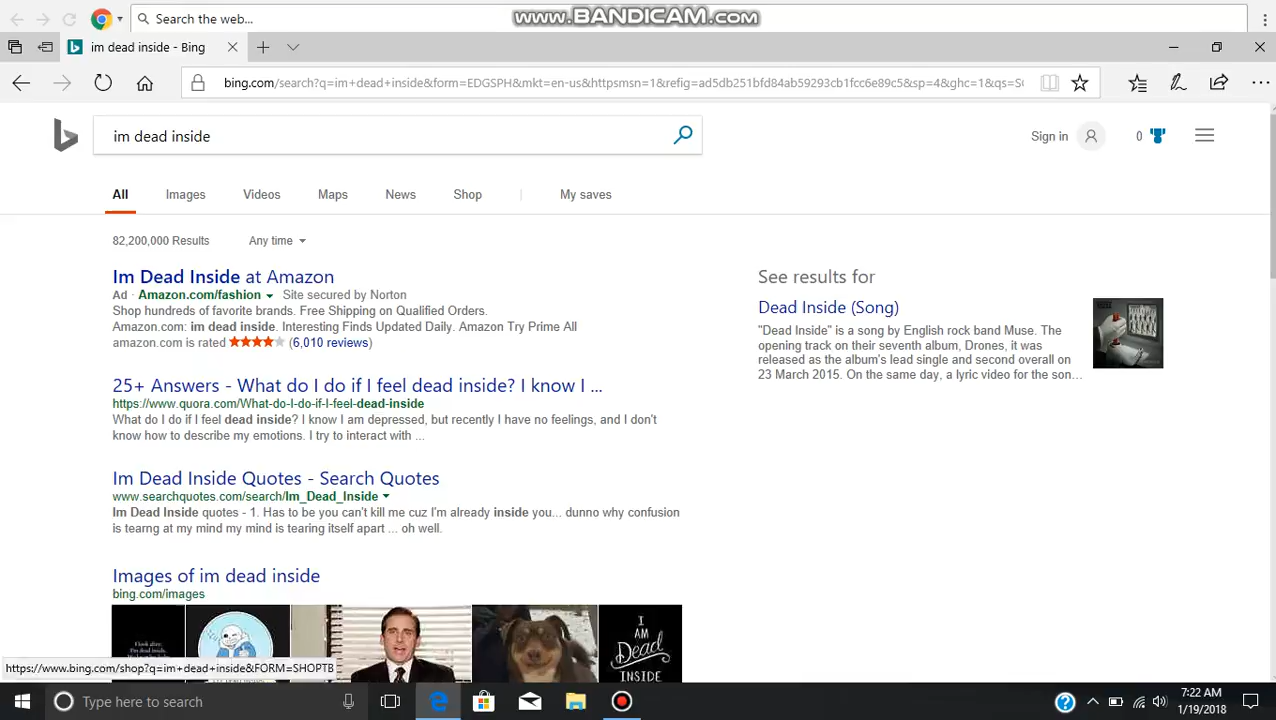 Search the web...
www.BANDICAM.com
im dead inside - Bing
bing.com/search?q=im+dead+inside&form=EDGSPH&mkt=en-us&httpsmsn=1&refig=ad5db251bfd84ab59293cb1fcc6e89c5&sp=4&ghc=1&qs=S
im dead inside
Sign in
0
All
Images
Videos
Maps
News
Shop
My saves
82,200,000 Results
Any time
Im Dead Inside at Amazon
Ad · Amazon.com/fashion Site secured by Norton
Shop hundreds of favorite brands. Free Shipping on Qualified Orders.
Amazon.com: im dead inside. Interesting Finds Updated Daily. Amazon Try Prime All
amazon.com is rated (6,010 reviews)
25+ Answers - What do I do if I feel dead inside? I know I ...
https://www.quora.com/What-do-I-do-if-I-feel-dead-inside
What do I do if I feel dead inside? I know I am depressed, but recently I have no feelings, and I don't
know how to describe my emotions. I try to interact with ...
Im Dead Inside Quotes - Search Quotes
www.searchquotes.com/search/Im_Dead_Inside
Im Dead Inside quotes - 1. Has to be you can't kill me cuz I'm already inside you... dunno why confusion
is tearng at my mind my mind is tearing itself apart ... oh well.
Images of im dead inside
bing.com/images
See results for
Dead Inside (Song)
"Dead Inside" is a song by English rock band Muse. The
opening track on their seventh album, Drones, it was
released as the album's lead single and second overall on
23 March 2015. On the same day, a lyric video for the son...
I
AM
Dead
INSIDE
https://www.bing.com/shop?q=im+dead+inside&FORM=SHOPTB
Type here to search
7:22 AM
1/19/2018